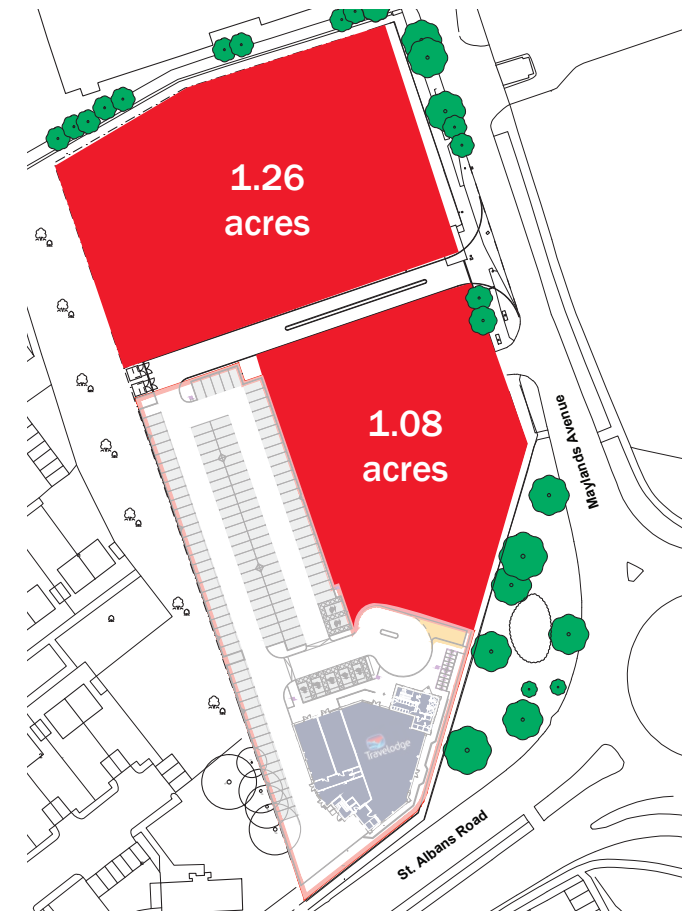 1.26
acres
1.08
acres
Maylands Avenue
Travelodge
St. Albans Road